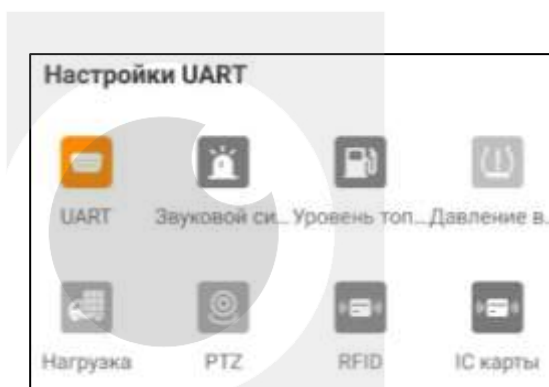 Настройки UART
UART Звуковой си... Уровень топ... Давление в...
Нагрузка PTZ RFID IC карты